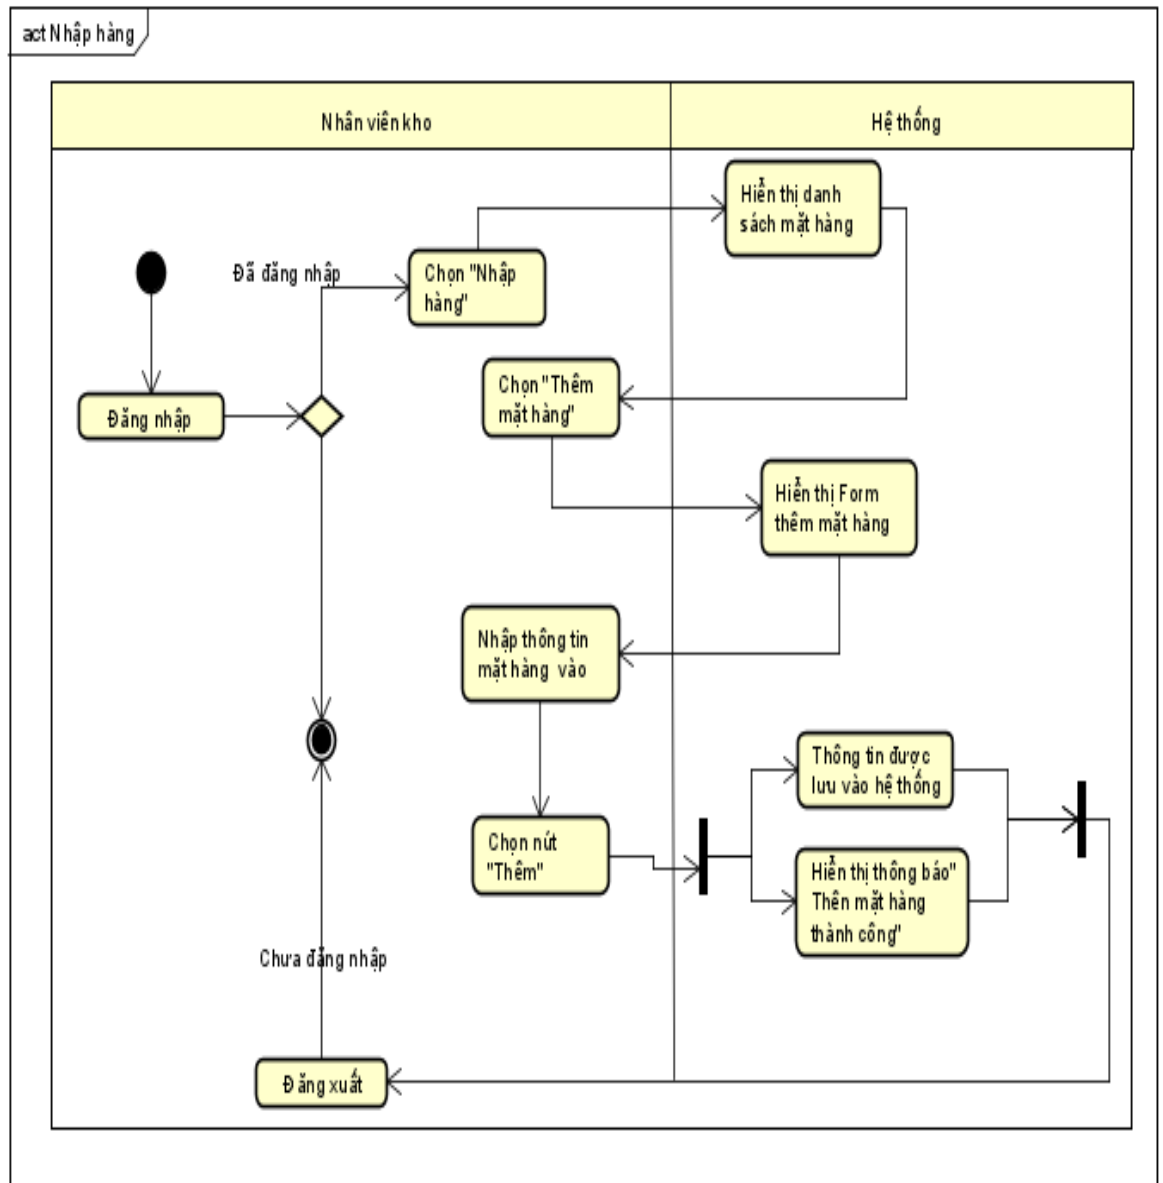 act Nhập hàng
Nhân viên kho
Hệ thống
Hiễn thị danh
sách mặt hàng
Đã đăng nhập
Chọn "Nhập
hàng"
Chọn "Thêm
mặt hàng"
Đăng nhập
Hiễn thị Form
thêm mặt hàng
Nhập thông tin
mặt hàng vào
Thông tin được
lưu vào hệ thống
Chọn nút
"Thêm"
Hiễn thị thông báo"
Thên mặt hàng
thành công"
Chưa đăng nhập
Đăng xuất